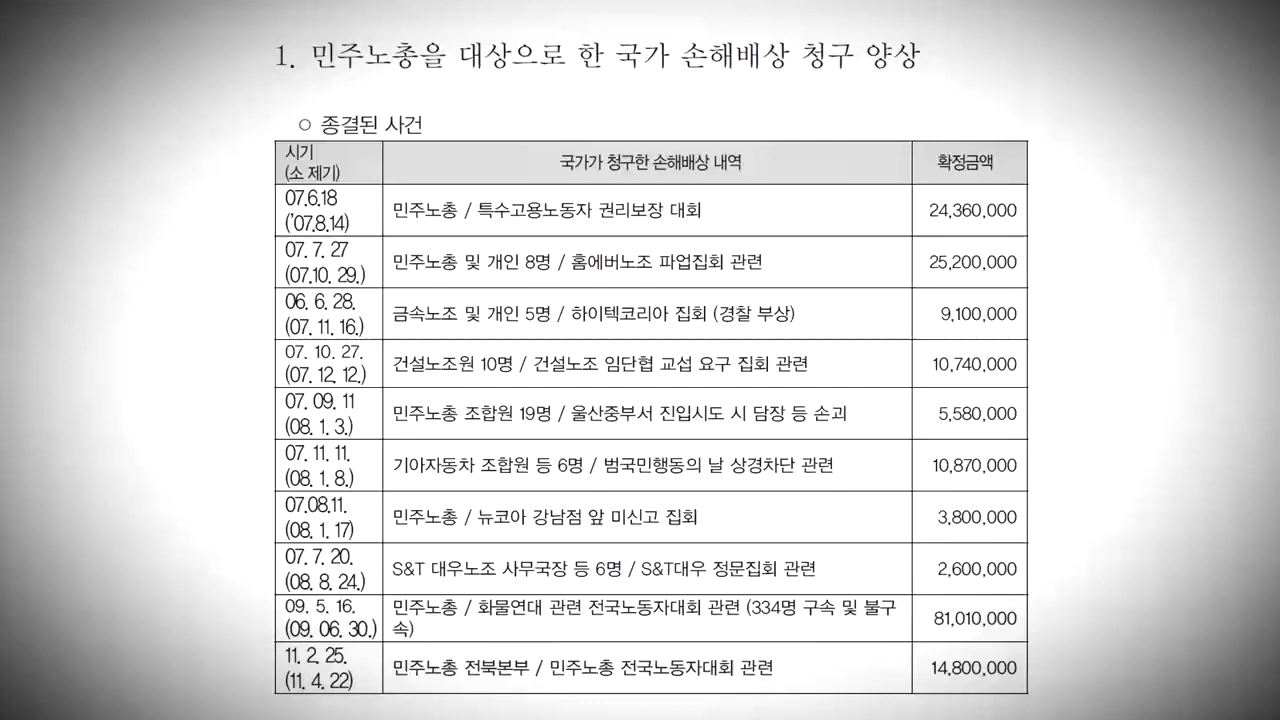 1. 민주노총을 대상으로 한 국가 손해배상 청구 양상
○ 종결된 사건
시기
(소 제기)
국가가 청구한 손해배상 내역
확정금액
07.6.18
('07.8.14)
민주노총 / 특수고용노동자 권리보장 대회
24,360,000
07. 7. 27
(07.10. 29.)
민주노총 및 개인 8명 / 홈에버노조 파업집회 관련
25,200,000
06. 6. 28.
(07. 11. 16.)
금속노조 및 개인 5명 / 하이텍코리아 집회 (경찰 부상)
9,100,000
07. 10. 27.
(07. 12. 12.)
건설노조원 10명 / 건설노조 임단협 교섭 요구 집회 관련
10,740,000
07. 09. 11
(08. 1. 3.)
민주노총 조합원 19명 / 울산중부서 진입시도 시 담장 등 손괴
5,580,000
07. 11. 11.
(08. 1. 8.)
기아자동차 조합원 등 6명 / 범국민행동의 날 상경차단 관련
10,870,000
07.08.11.
(08. 1. 17)
민주노총 / 뉴코아 강남점 앞 미신고 집회
3,800,000
07. 7. 20.
(08. 8. 24.)
S&T 대우노조 사무국장 등 6명 / S&T대우 정문집회 관련
2,600,000
09. 5. 16.
(09. 06. 30.)
민주노총 / 화물연대 관련 전국노동자대회 관련 (334명 구속 및 불구
속)
81,010,000
11. 2. 25.
(11. 4. 22)
민주노총 전북본부 / 민주노총 전국노동자대회 관련
14,800,000